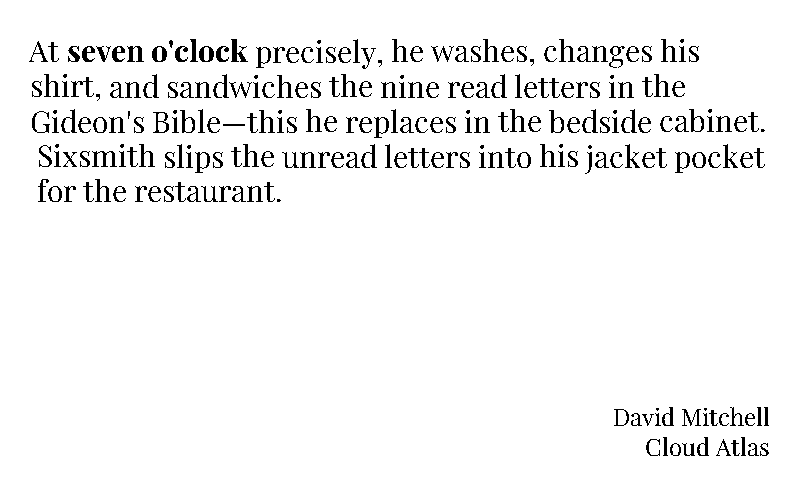 At seven o'clock precisely, he washes, changes his
shirt, and sandwiches the nine read letters in the
Gideon's Bible—this he replaces in the bedside cabinet.
Sixsmith slips the unread letters into his jacket pocket
for the restaurant.
David Mitchell
Cloud Atlas